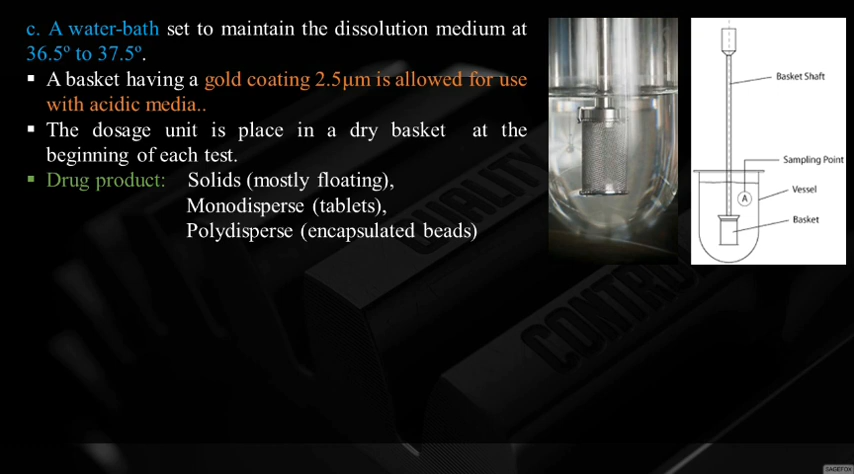 c. A water-bath set to maintain the dissolution medium at
36.5º to 37.5º.
▪ A basket having a gold coating 2.5μm is allowed for use
with acidic media..
▪ The dosage unit is place in a dry basket at the
beginning of each test.
▪ Drug product: Solids (mostly floating),
Monodisperse (tablets),
Polydisperse (encapsulated beads)
Basket Shaft
Sampling Point
Vessel
A
Basket
QUALITY
CONTRO
SAGEFOX